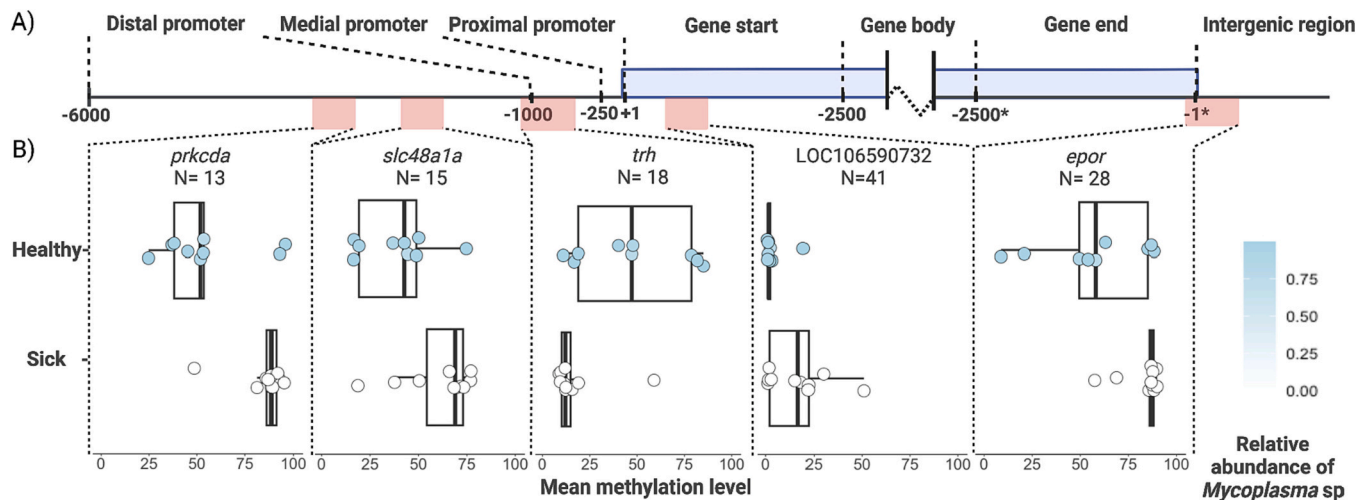 A)
Distal promoter Medial promoter Proximal promoter Gene start Gene body Gene end Intergenic region
-6000 -1000 -250 +1 -2500 -2500* -1*
B)
prkcda slc48a1a trh LOC106590732 epor
N= 13 N= 15 N= 18 N=41 N= 28
Healthy
Sick
0.75
0.50
0.25
0.00
0 25 50 75 100 0 25 50 75 100 0 25 50 75 100 0 25 50 75 100 0 25 50 75 100
Mean methylation level
Relative
abundance of
Mycoplasma sp